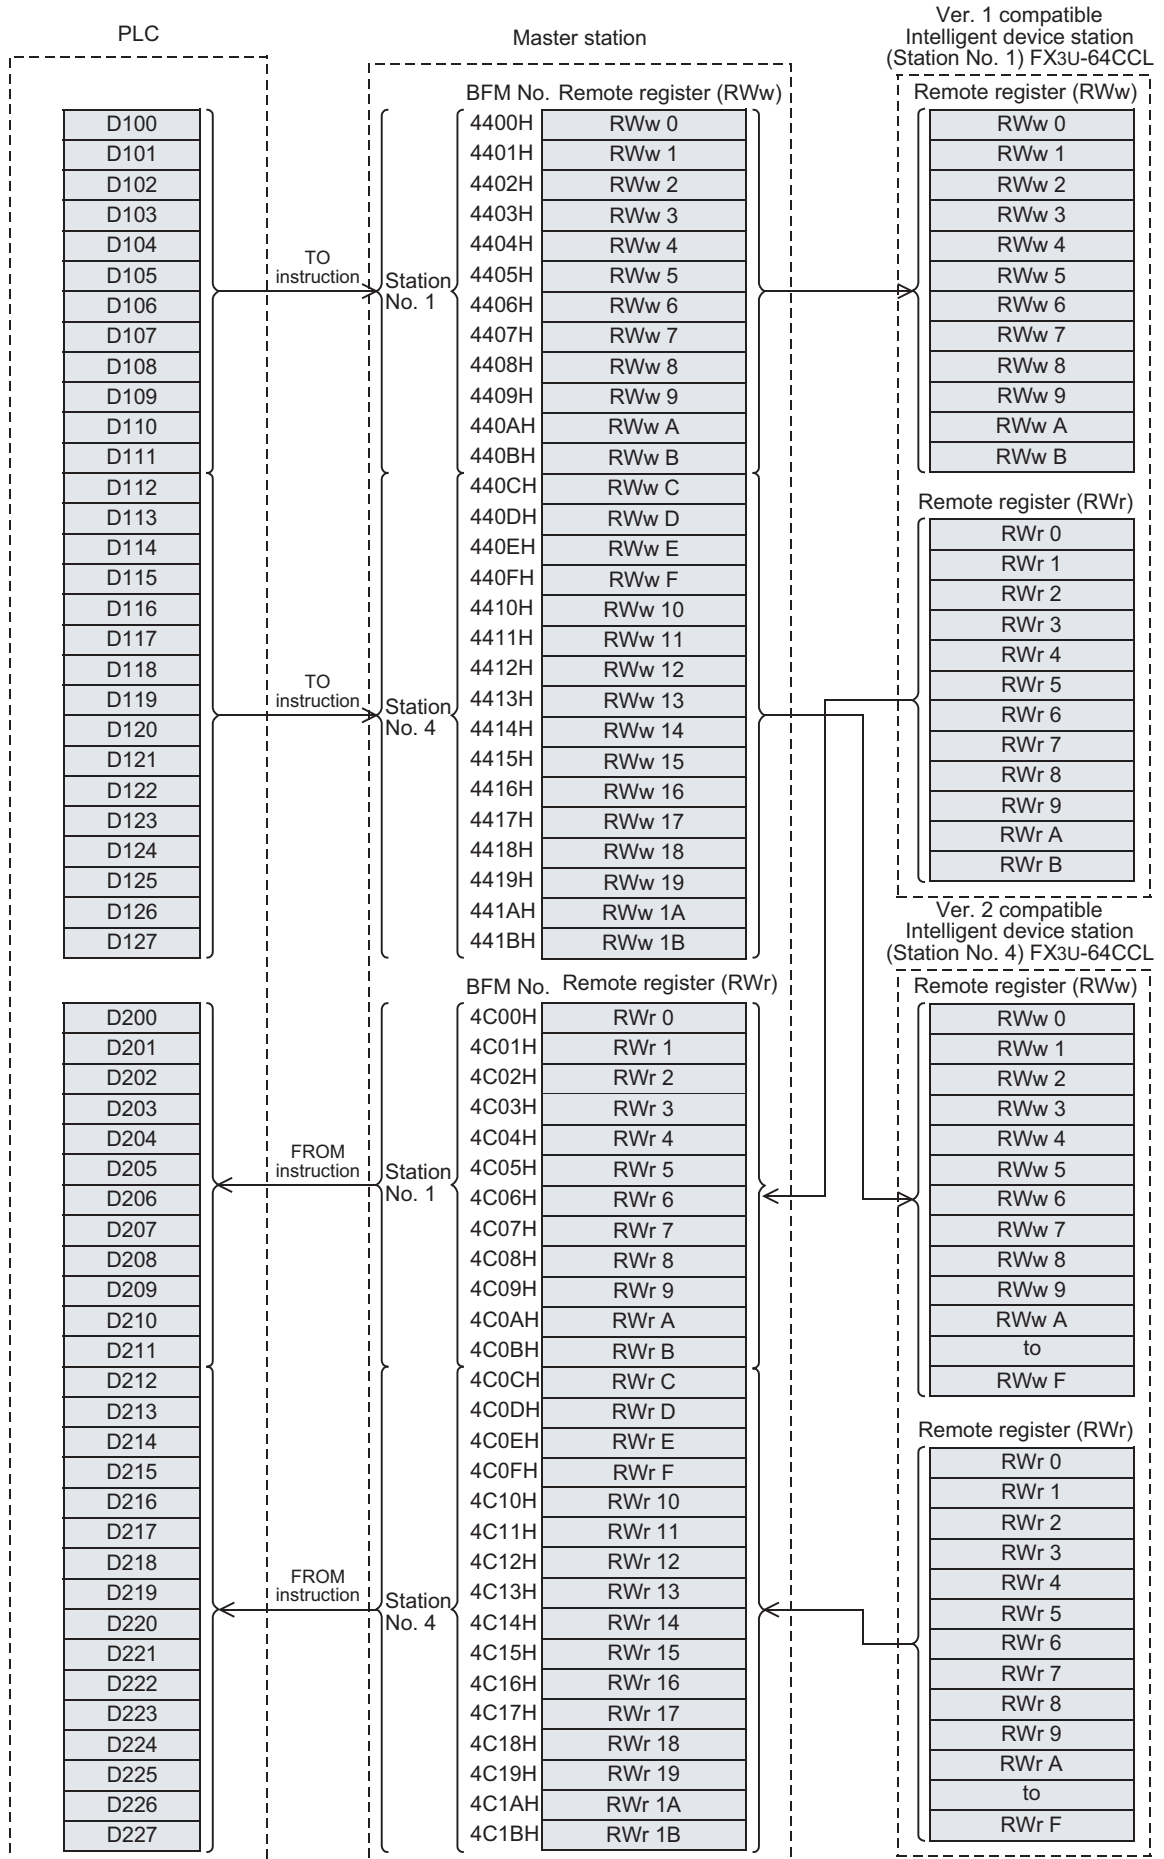 PLC
Master station
Ver. 1 compatible
Intelligent device station
(Station No. 1) FX3U-64CCL
BFM No. Remote register (RWw)
Remote register (RWw)
D100 4400H RWw 0 RWw 0
D101 4401H RWw 1 RWw 1
D102 4402H RWw 2 RWw 2
D103 4403H RWw 3 RWw 3
D104 4404H RWw 4 RWw 4
D105 4405H RWw 5 RWw 5
D106 4406H RWw 6 RWw 6
D107 4407H RWw 7 RWw 7
D108 4408H RWw 8 RWw 8
D109 4409H RWw 9 RWw 9
D110 440AH RWw A RWw A
D111 440BH RWw B RWw B
TO
instruction
Station
No. 1
D112 440CH RWw C
D113 440DH RWw D
D114 440EH RWw E
D115 440FH RWw F
D116 4410H RWw 10
D117 4411H RWw 11
D118 4412H RWw 12
D119 4413H RWw 13
D120 4414H RWw 14
D121 4415H RWw 15
D122 4416H RWw 16
D123 4417H RWw 17
D124 4418H RWw 18
D125 4419H RWw 19
D126 441AH RWw 1A
D127 441BH RWw 1B
TO
instruction
Station
No. 4
Remote register (RWr)
RWr 0
RWr 1
RWr 2
RWr 3
RWr 4
RWr 5
RWr 6
RWr 7
RWr 8
RWr 9
RWr A
RWr B
Ver. 2 compatible
Intelligent device station
(Station No. 4) FX3U-64CCL
BFM No. Remote register (RWr)
D200 4C00H RWr 0
D201 4C01H RWr 1
D202 4C02H RWr 2
D203 4C03H RWr 3
D204 4C04H RWr 4
D205 4C05H RWr 5
D206 4C06H RWr 6
D207 4C07H RWr 7
D208 4C08H RWr 8
D209 4C09H RWr 9
D210 4C0AH RWr A
D211 4C0BH RWr B
FROM
instruction
Station
No. 1
D212 4C0CH RWr C
D213 4C0DH RWr D
D214 4C0EH RWr E
D215 4C0FH RWr F
D216 4C10H RWr 10
D217 4C11H RWr 11
D218 4C12H RWr 12
D219 4C13H RWr 13
D220 4C14H RWr 14
D221 4C15H RWr 15
D222 4C16H RWr 16
D223 4C17H RWr 17
D224 4C18H RWr 18
D225 4C19H RWr 19
D226 4C1AH RWr 1A
D227 4C1BH RWr 1B
FROM
instruction
Station
No. 4
Remote register (RWw)
RWw 0
RWw 1
RWw 2
RWw 3
RWw 4
RWw 5
RWw 6
RWw 7
RWw 8
RWw 9
RWw A
to
RWw F
Remote register (RWr)
RWr 0
RWr 1
RWr 2
RWr 3
RWr 4
RWr 5
RWr 6
RWr 7
RWr 8
RWr 9
RWr A
to
RWr F